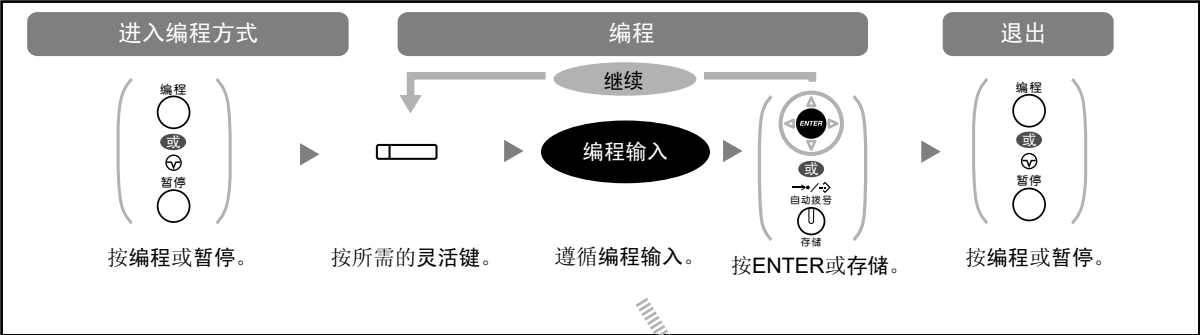 进入编程方式
编程
退出
继续
编程
或
暂停
编程输入
ENTER
或
自动拨号
存储
编程
或
暂停
按编程或暂停。
按所需的灵活键。
遵循编程输入。
按ENTER或存储。
按编程或暂停。